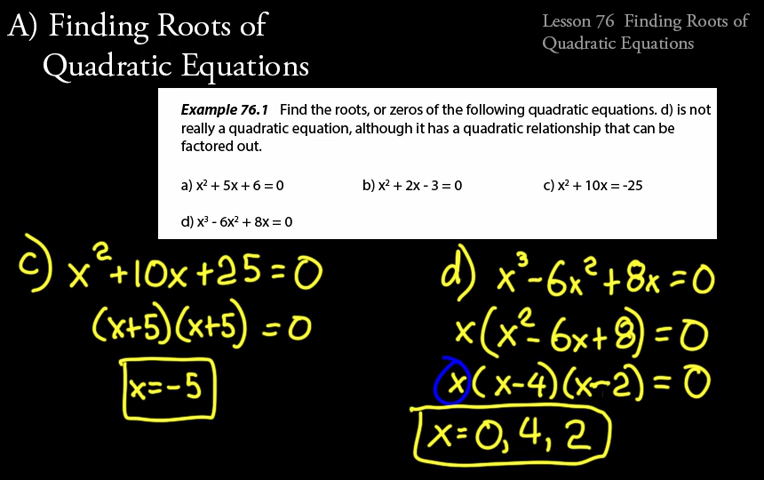 A) Finding Roots of
Quadratic Equations
Lesson 76 Finding Roots of
Quadratic Equations
Example 76.1 Find the roots, or zeros of the following quadratic equations. d) is not
really a quadratic equation, although it has a quadratic relationship that can be
factored out.
a) x² + 5x + 6 = 0 b) x² + 2x - 3 = 0 c) x² + 10x = -25
d) x³ - 6x² + 8x = 0
c) x²+10x+25=0
(x+5)(x+5) = 0
x=-5
d) x³-6x²+8x=0
x(x²-6x+8)=0
x(x-4)(x-2)=0
x=0,4,2